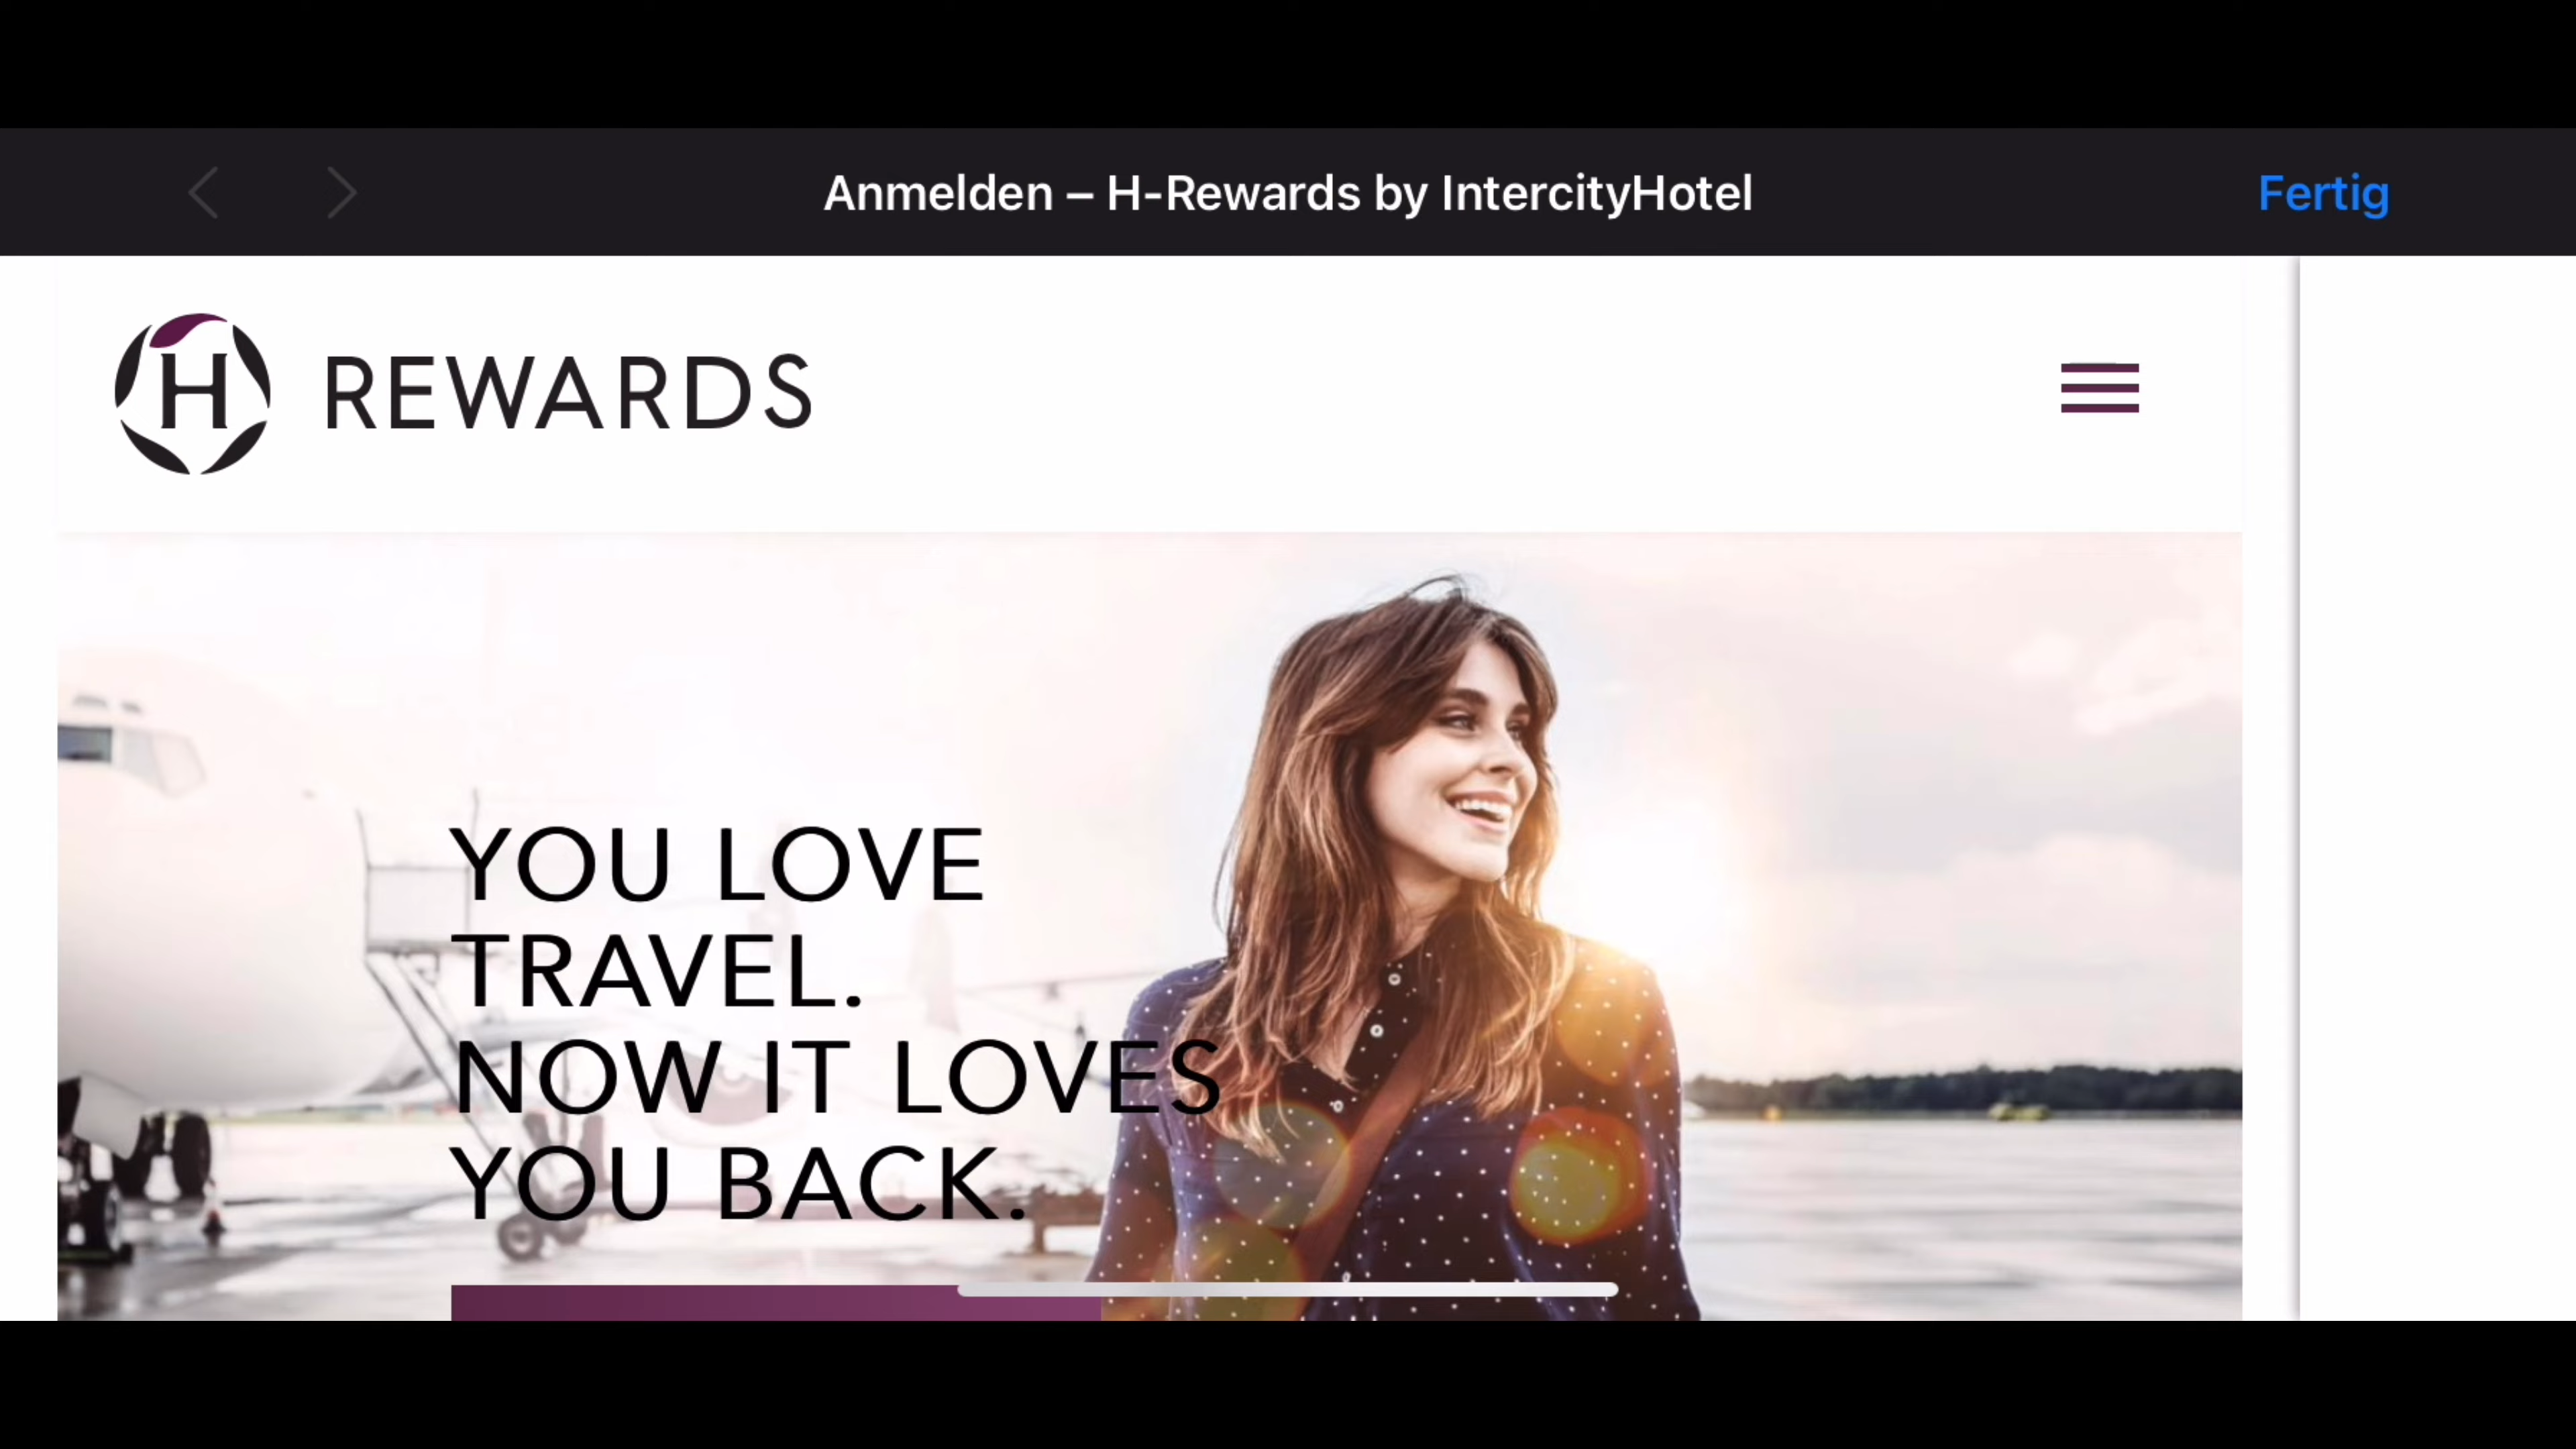 Anmelden – H-Rewards by IntercityHotel
Fertig
H REWARDS
YOU LOVE
TRAVEL.
NOW IT LOVES
YOU BACK.